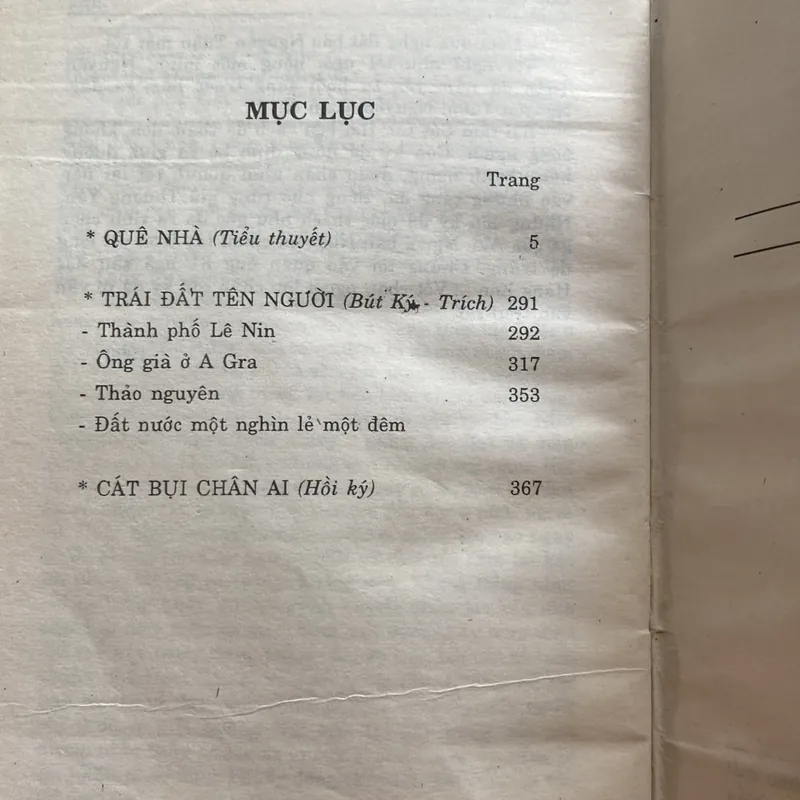 MỤC LỤC
Trang
* QUÊ NHÀ (Tiểu thuyết) 5
* TRÁI ĐẤT TÊN NGƯỜI (Bút Ký - Trích) 291
- Thành phố Lê Nin 292
- Ông già ở A Gra 317
- Thảo nguyên 353
- Đất nước một nghìn lẻ một đêm
* CÁT BỤI CHÂN AI (Hồi ký) 367